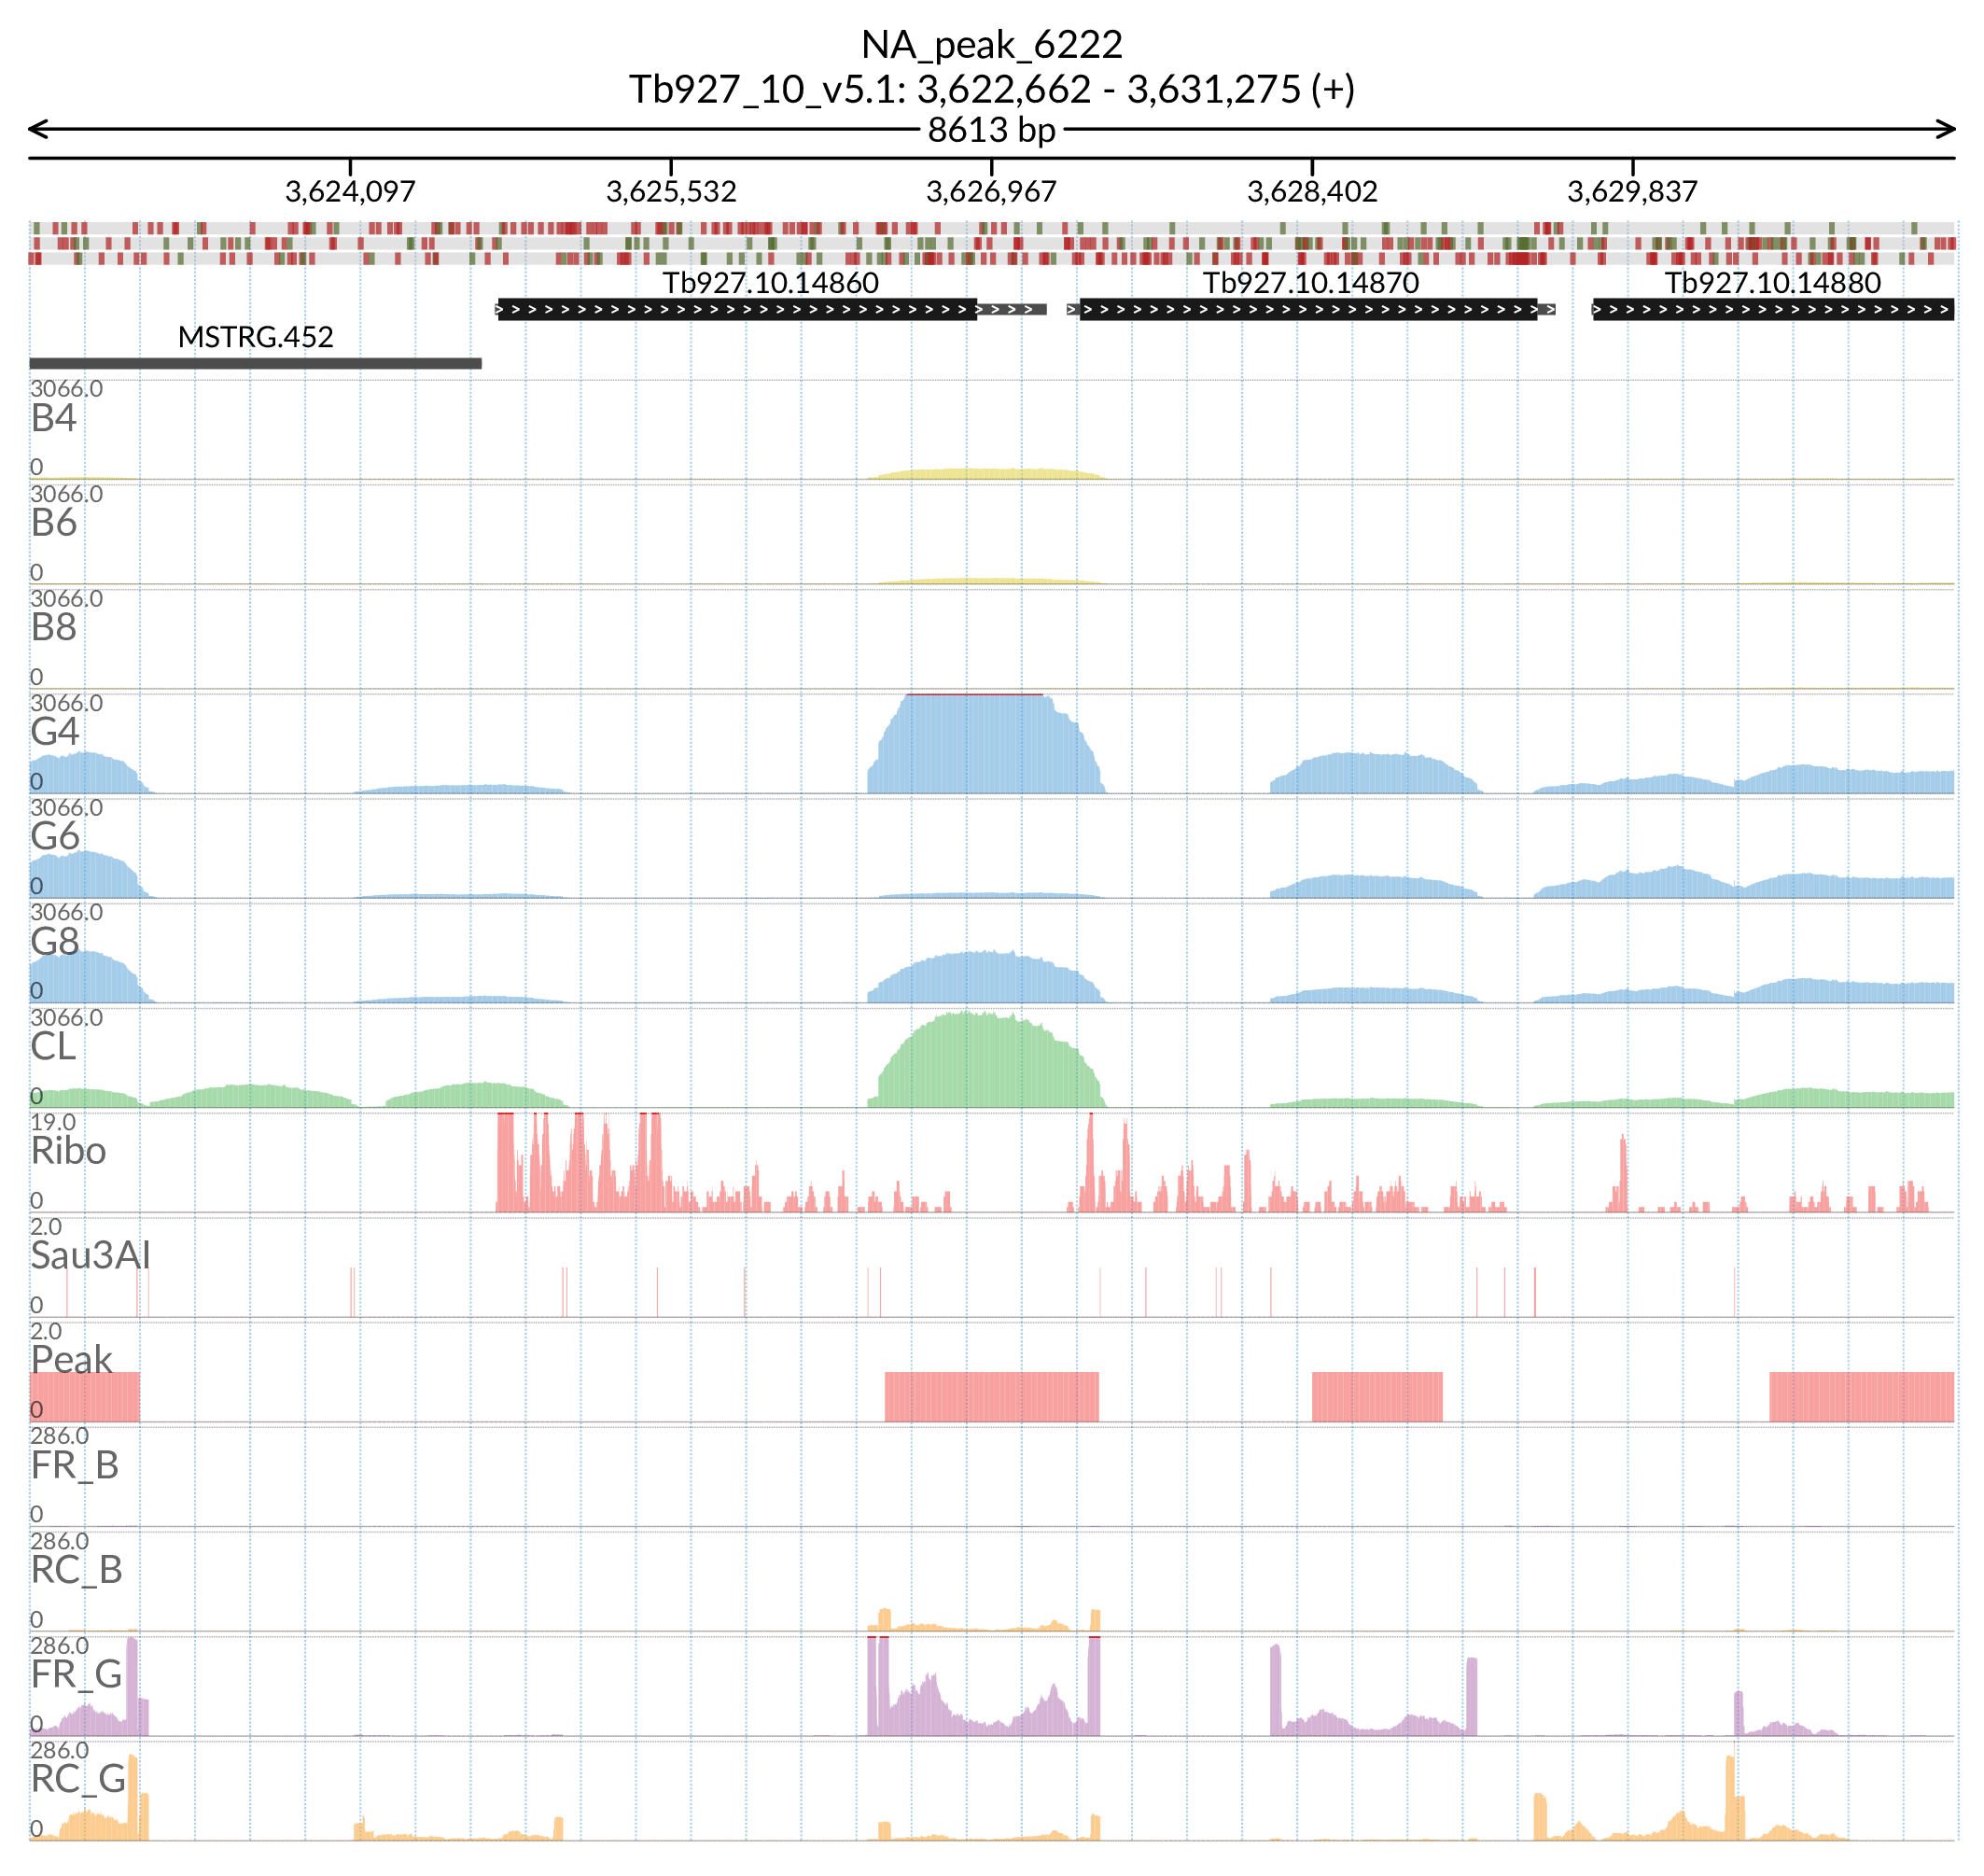 NA_peak_6222
Tb927_10_v5.1: 3,622,662 - 3,631,275 (+)
8613 bp
3,624,097 3,625,532 3,626,967 3,628,402 3,629,837
Tb927.10.14860 Tb927.10.14870 Tb927.10.14880
MSTRG.452
3066.0
B4
0
3066.0
B6
0
3066.0
B8
0
3066.0
G4
0
3066.0
G6
0
3066.0
G8
0
3066.0
CL
0
19.0
Ribo
0
2.0
Sau3AI
0
2.0
Peak
0
286.0
FR_B
0
286.0
RC_B
0
286.0
FR_G
0
286.0
RC_G
0